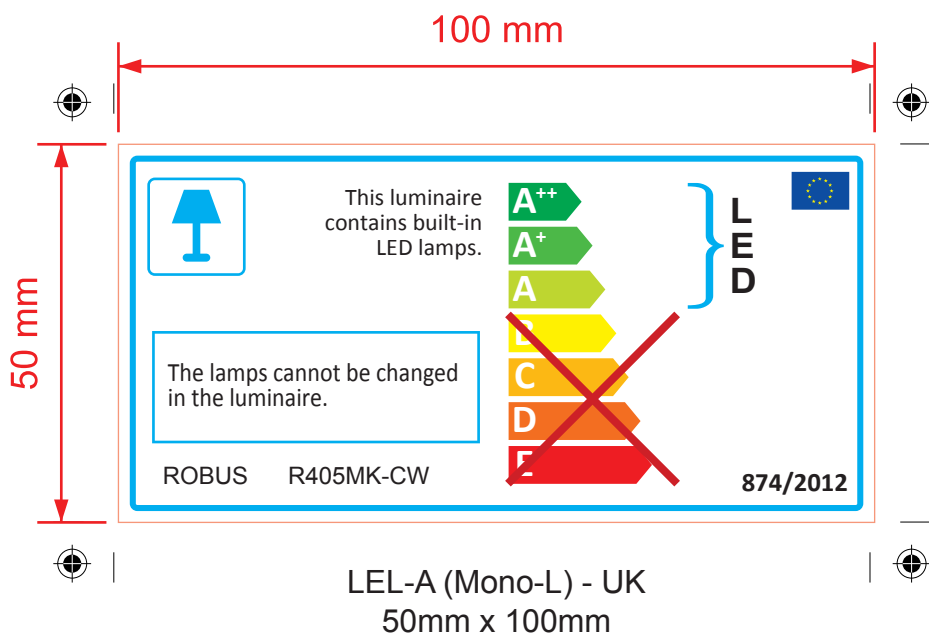 100 mm
50 mm
This luminaire
contains built-in
LED lamps.
A++
A+
A
B
C
D
E
L
E
D
The lamps cannot be changed
in the luminaire.
ROBUS R405MK-CW
874/2012
LEL-A (Mono-L) - UK
50mm x 100mm